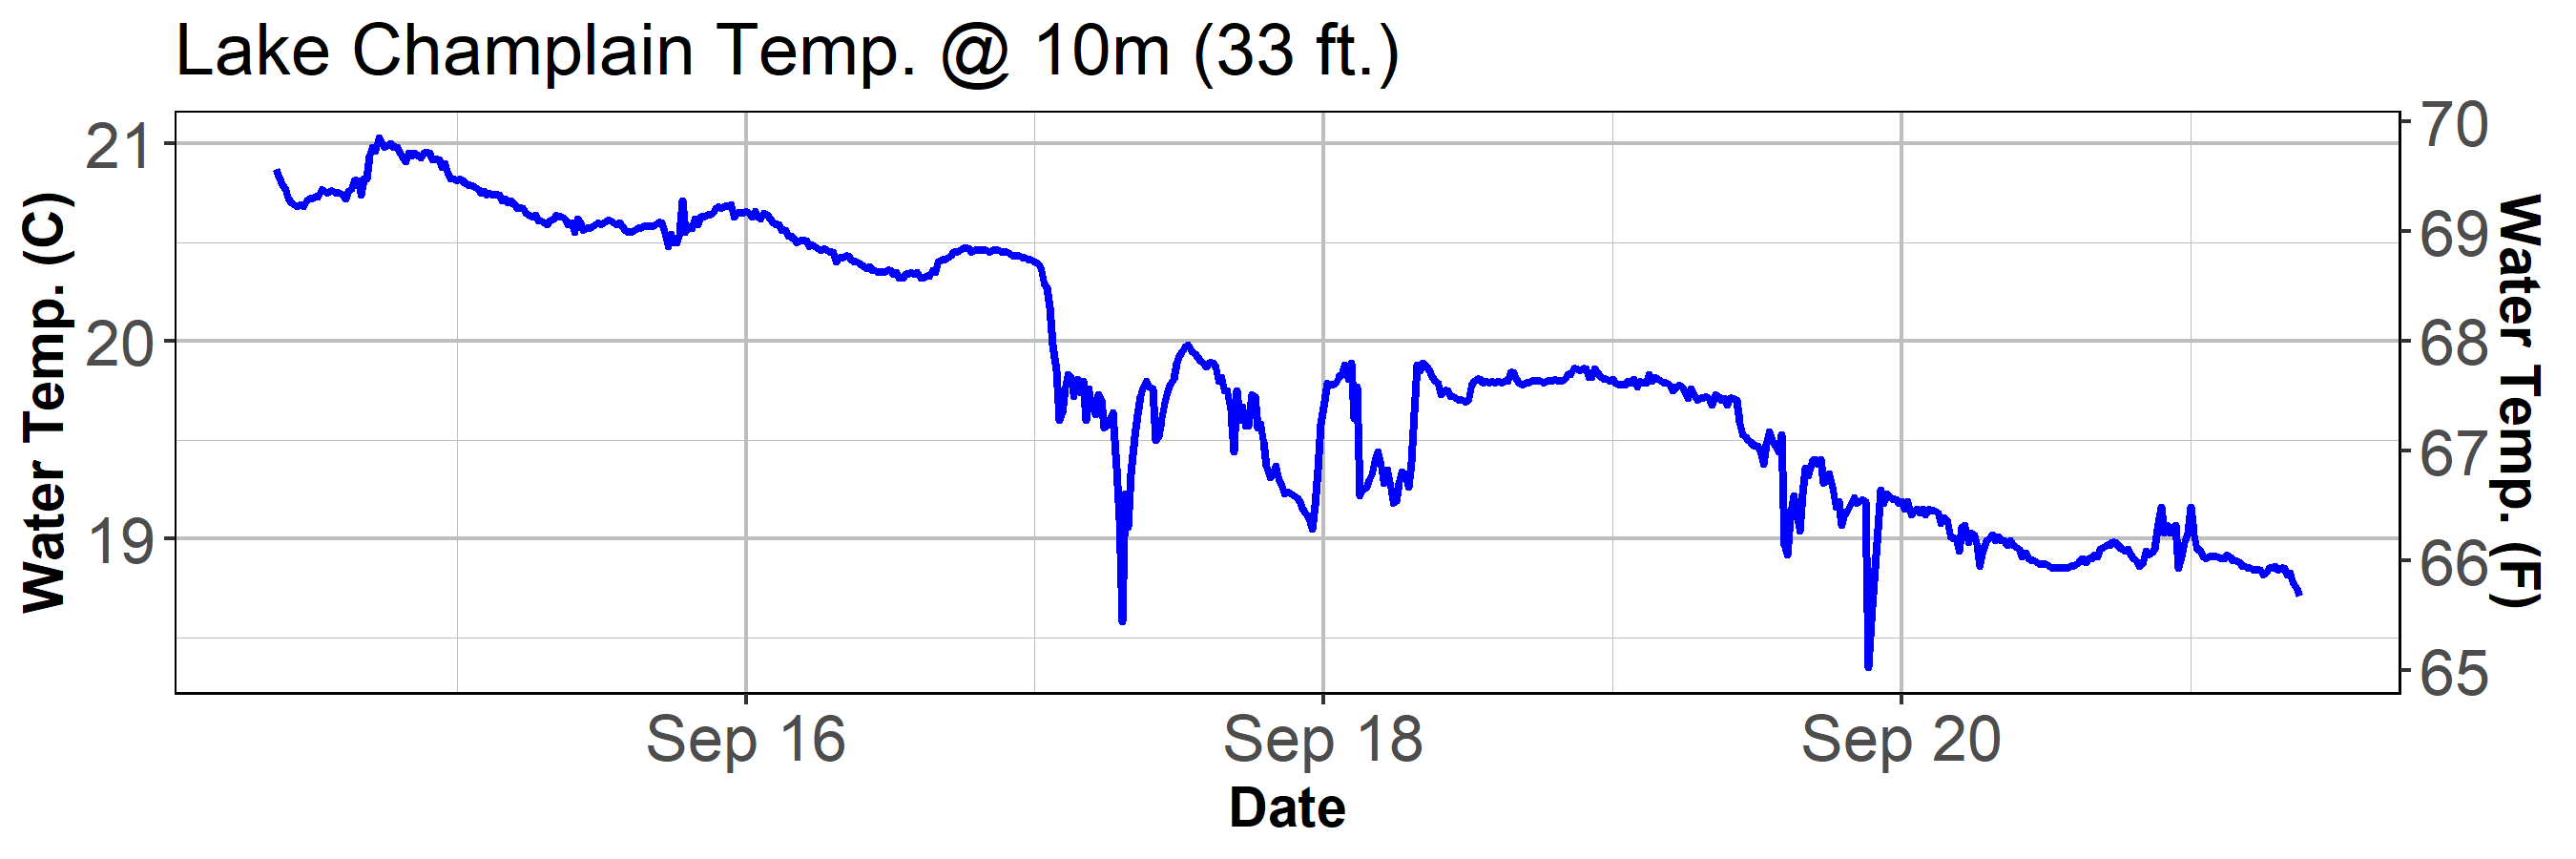 Lake Champlain Temp. @ 10m (33 ft.)
Water Temp. (C)
21
20
19
70
69
68
67
66
65
Water Temp. (F)
Sep 16
Sep 18
Sep 20
Date